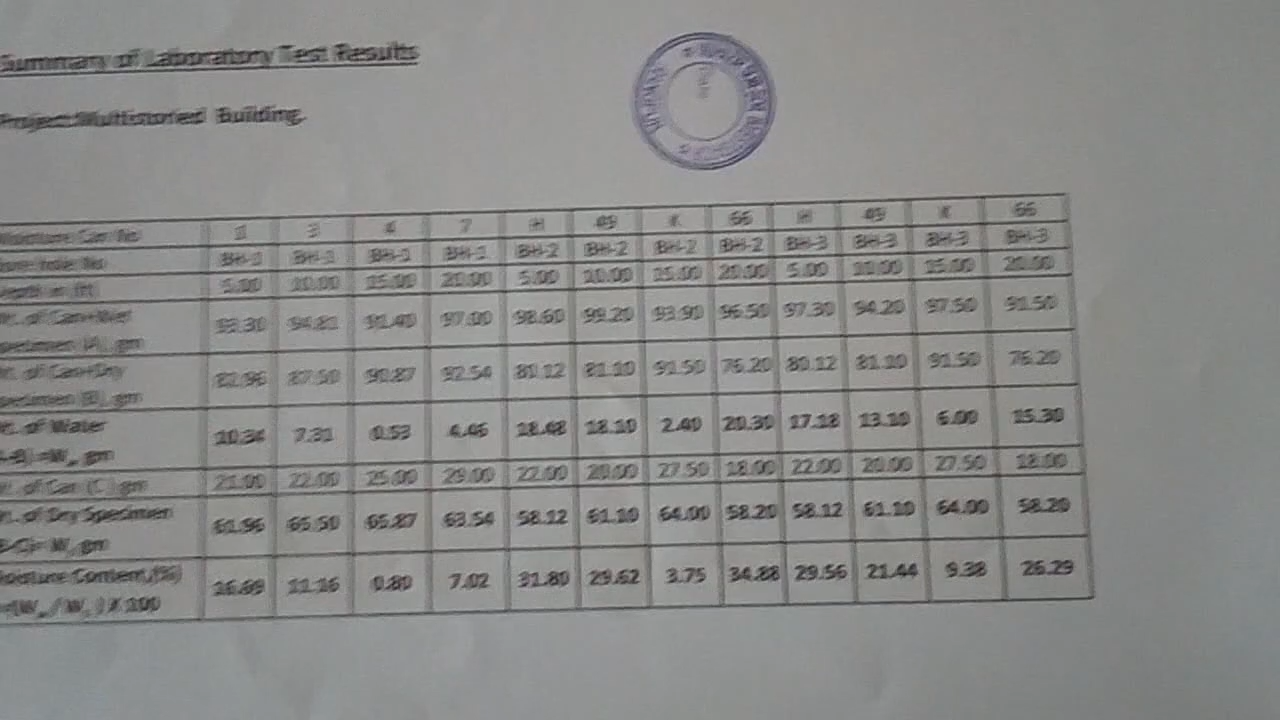 Summary of Laboratory Test Results
Project:Multistoried Building.
Moisture Can No 3 4 7 H 49 K 66 H 49 K 66
Bore hole No BH-1 BH-1 BH-1 BH-1 BH-2 BH-2 BH-2 BH-2 BH-3 BH-3 BH-3 BH-3
Depth in (ft) 5.00 10.00 15.00 20.00 5.00 10.00 15.00 20.00 5.00 10.00 15.00 20.00
of Can+Wet
specimen (A), gm 93.30 94.81 91.40 97.00 98.60 99.20 93.90 96.50 97.30 94.20 97.50 91.50
of Can+Dry
specimen (B), gm 82.96 87.50 90.87 92.54 80.12 81.10 91.50 76.20 80.12 81.10 91.50 76.20
of Water
gm 10.34 7.31 0.53 4.46 18.48 18.10 2.40 20.30 17.18 13.10 6.00 15.30
of Can (C) gm 21.00 22.00 25.00 29.00 22.00 20.00 27.50 18.00 22.00 20.00 27.50 18.00
of Dry Specimen
gm 61.96 65.50 65.87 63.54 58.12 61.10 64.00 58.20 58.12 61.10 64.00 58.20
Moisture Content,(%)
X 100 16.69 11.16 0.80 7.02 31.80 29.62 3.75 34.88 29.56 21.44 9.38 26.29